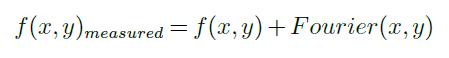 f(x,y)measured = f(x,y) + Fourier(x,y)